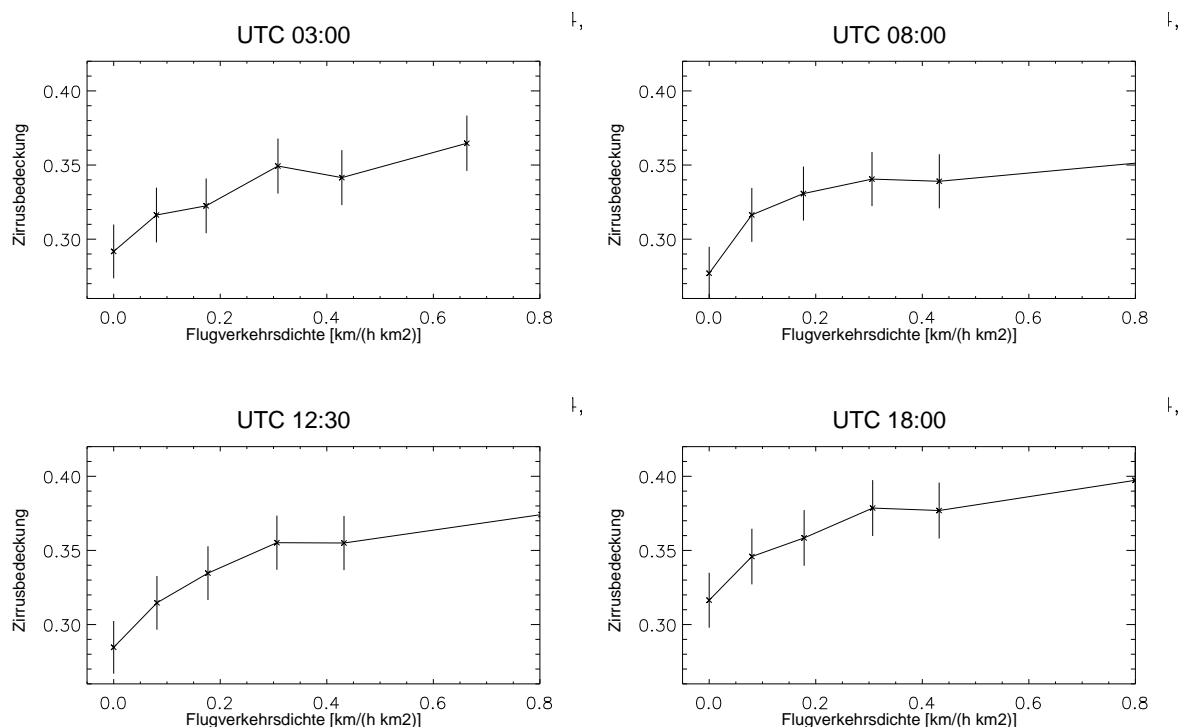 UTC 03:00
0.40
0.35
0.30
Zirrusbedeckung
0.0 0.2 0.4 0.6 0.8
Flugverkehrsdichte [km/(h km2)]
UTC 08:00
0.40
0.35
0.30
Zirrusbedeckung
0.0 0.2 0.4 0.6 0.8
Flugverkehrsdichte [km/(h km2)]
UTC 12:30
0.40
0.35
0.30
Zirrusbedeckung
0.0 0.2 0.4 0.6 0.8
Flugverkehrsdichte [km/(h km2)]
UTC 18:00
0.40
0.35
0.30
Zirrusbedeckung
0.0 0.2 0.4 0.6 0.8
Flugverkehrsdichte [km/(h km2)]